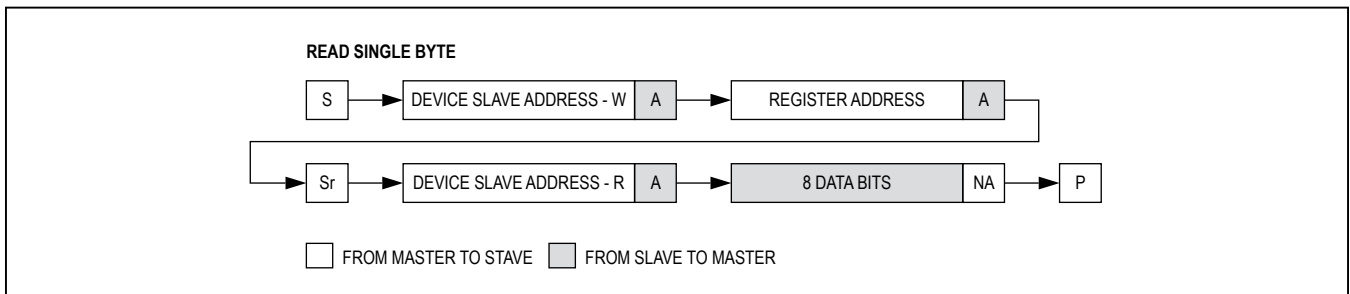 READ SINGLE BYTE
S DEVICE SLAVE ADDRESS - W A REGISTER ADDRESS A
Sr DEVICE SLAVE ADDRESS - R A 8 DATA BITS NA P
FROM MASTER TO STAVE FROM SLAVE TO MASTER